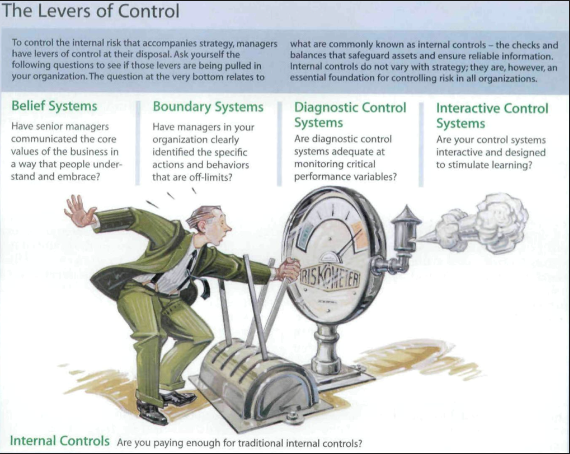 The Levers of Control
To control the internal risk that accompanies strategy, managers
have levers of control at their disposal. Ask yourself the
following questions to see if those levers are being pulled in
your organization. The question at the very bottom relates to
what are commonly known as internal controls – the checks and
balances that safeguard assets and ensure reliable information.
Internal controls do not vary with strategy; they are, however, an
essential foundation for controlling risk in all organizations.
Belief Systems
Have senior managers
communicated the core
values of the business in
a way that people under-
stand and embrace?
Boundary Systems
Have managers in your
organization clearly
identified the specific
actions and behaviors
that are off-limits?
Diagnostic Control
Systems
Are diagnostic control
systems adequate at
monitoring critical
performance variables?
Interactive Control
Systems
Are your control systems
interactive and designed
to stimulate learning?
RISKOMETER
Internal Controls Are you paying enough for traditional internal controls?